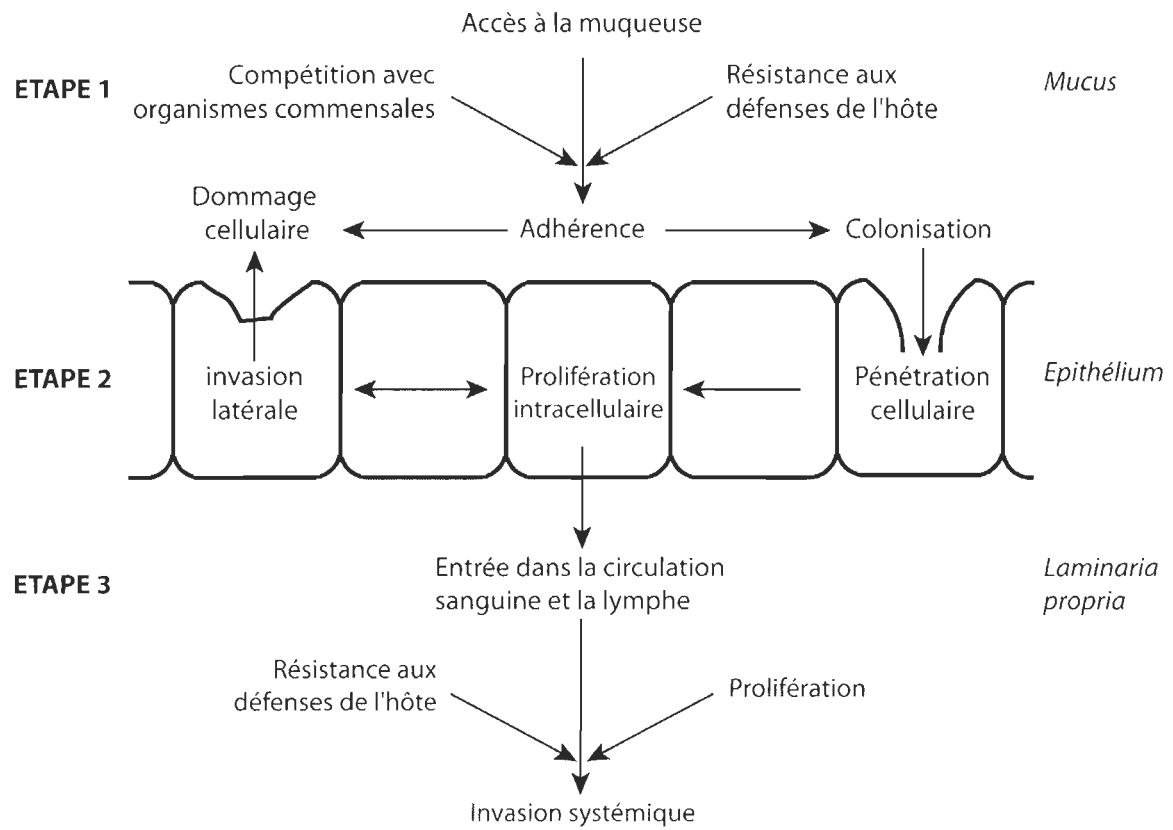 Accès à la muqueuse
ETAPE 1
Compétition avec
organismes commensales
Résistance aux
défenses de l'hôte
Mucus
Dommage
cellulaire
Adhérence
Colonisation
ETAPE 2
invasion
latérale
Prolifération
intracellulaire
Pénétration
cellulaire
Epithélium
ETAPE 3
Entrée dans la circulation
sanguine et la lymphe
Laminaria
propria
Résistance aux
défenses de l'hôte
Prolifération
Invasion systémique